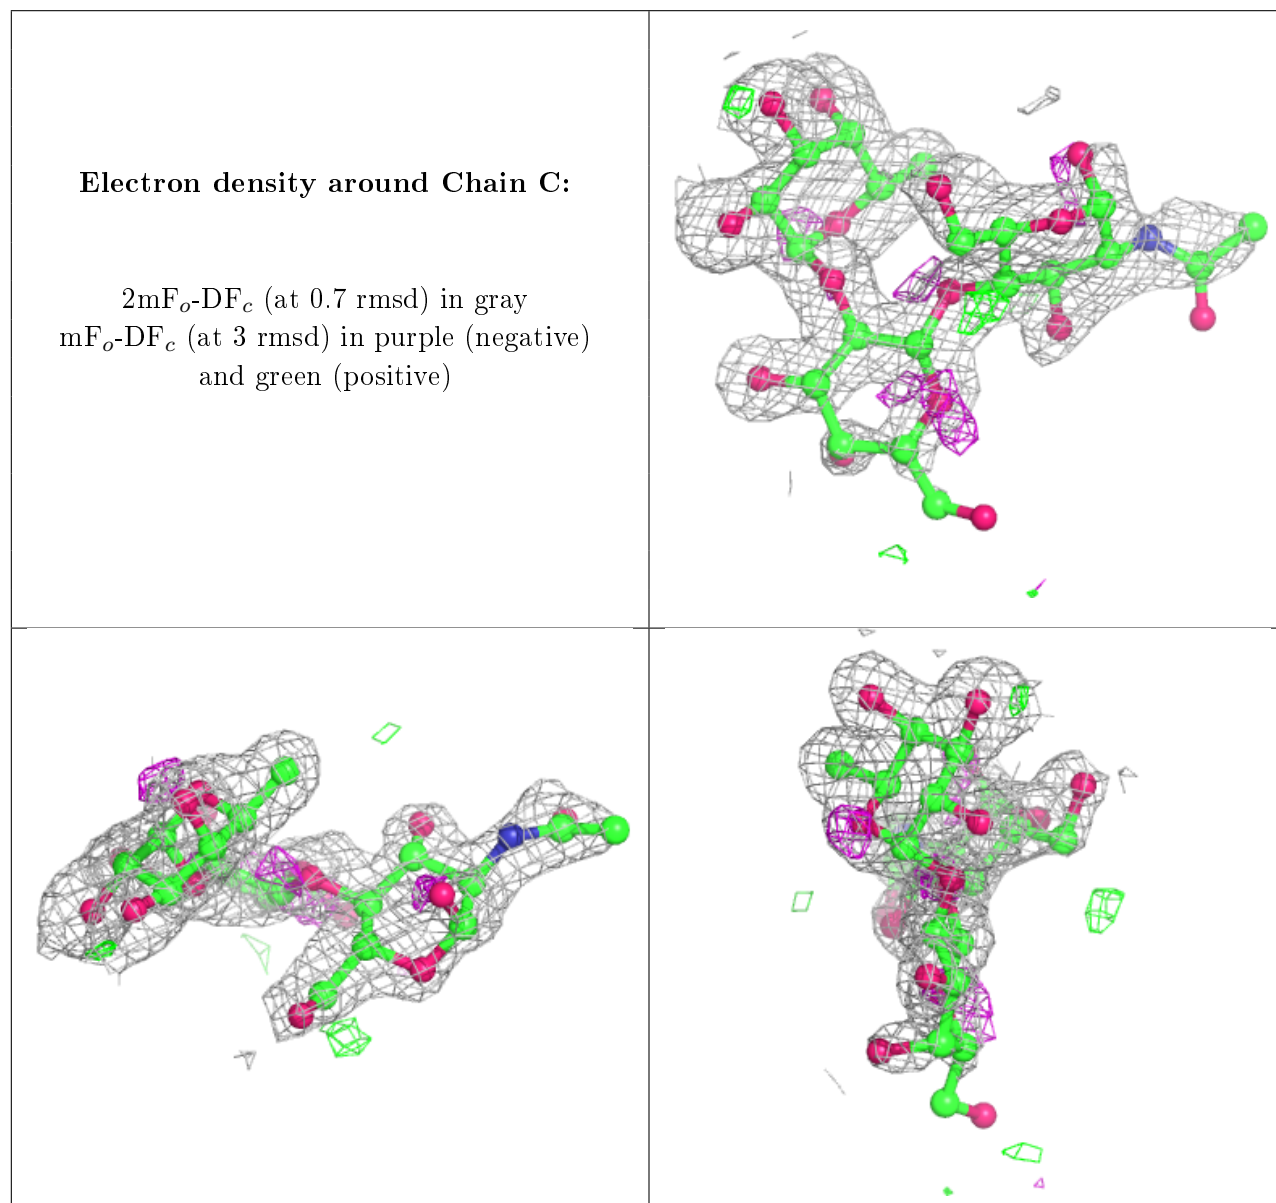 Electron density around Chain C:
2mFo-DFc (at 0.7 rmsd) in gray
mFo-DFc (at 3 rmsd) in purple (negative)
and green (positive)